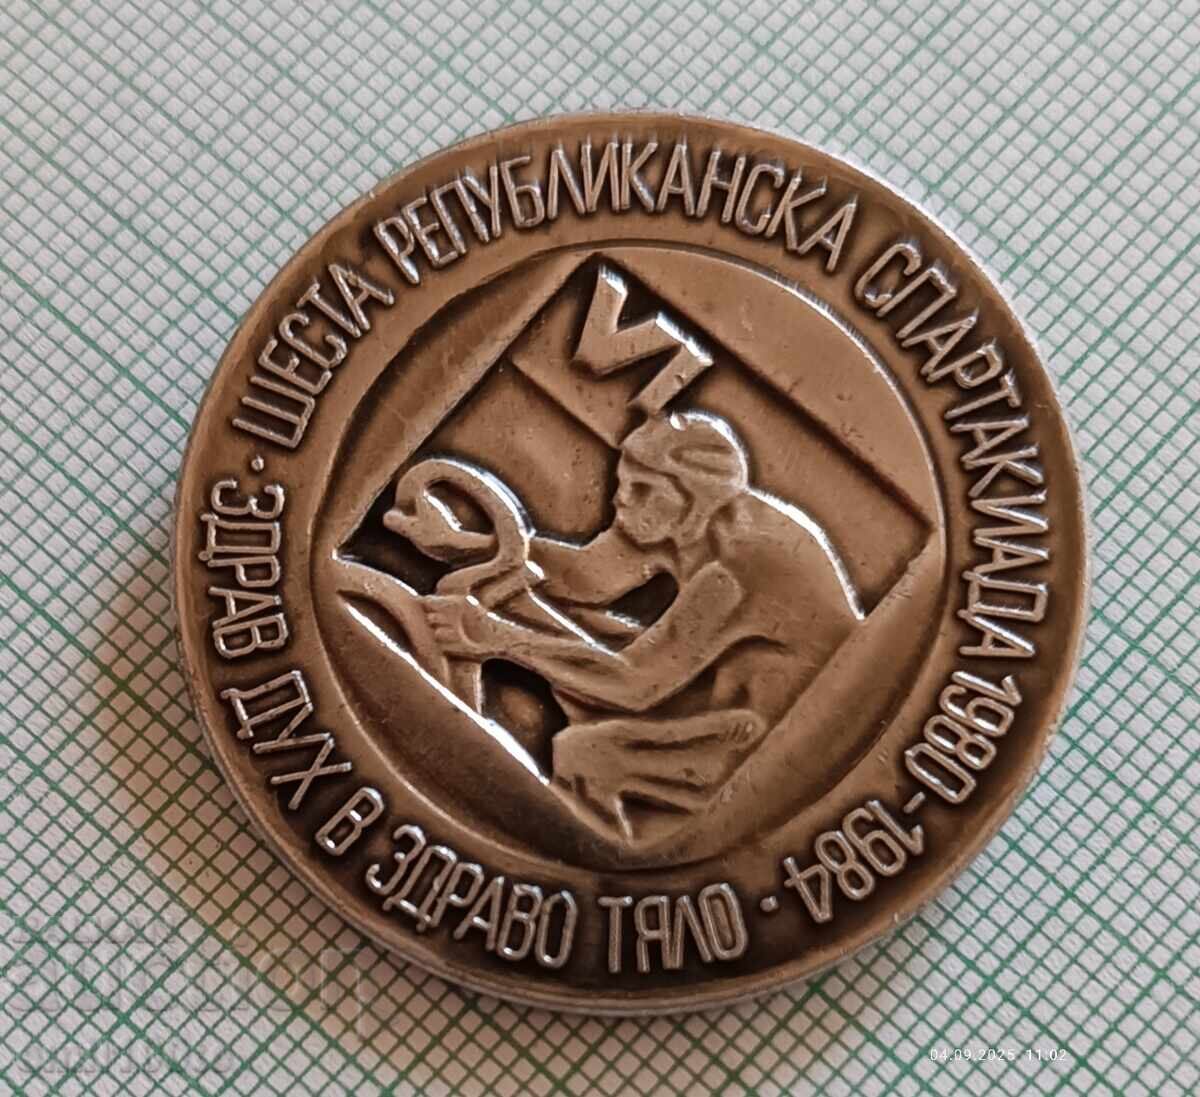 ШЕСТА РЕПУБЛИКАНСКА СПАРТАКИАДА 1980-1984 ·
ЗДРАВ ДУХ В ЗДРАВО ТЯЛО ·
VI
04.09.2025 11:02